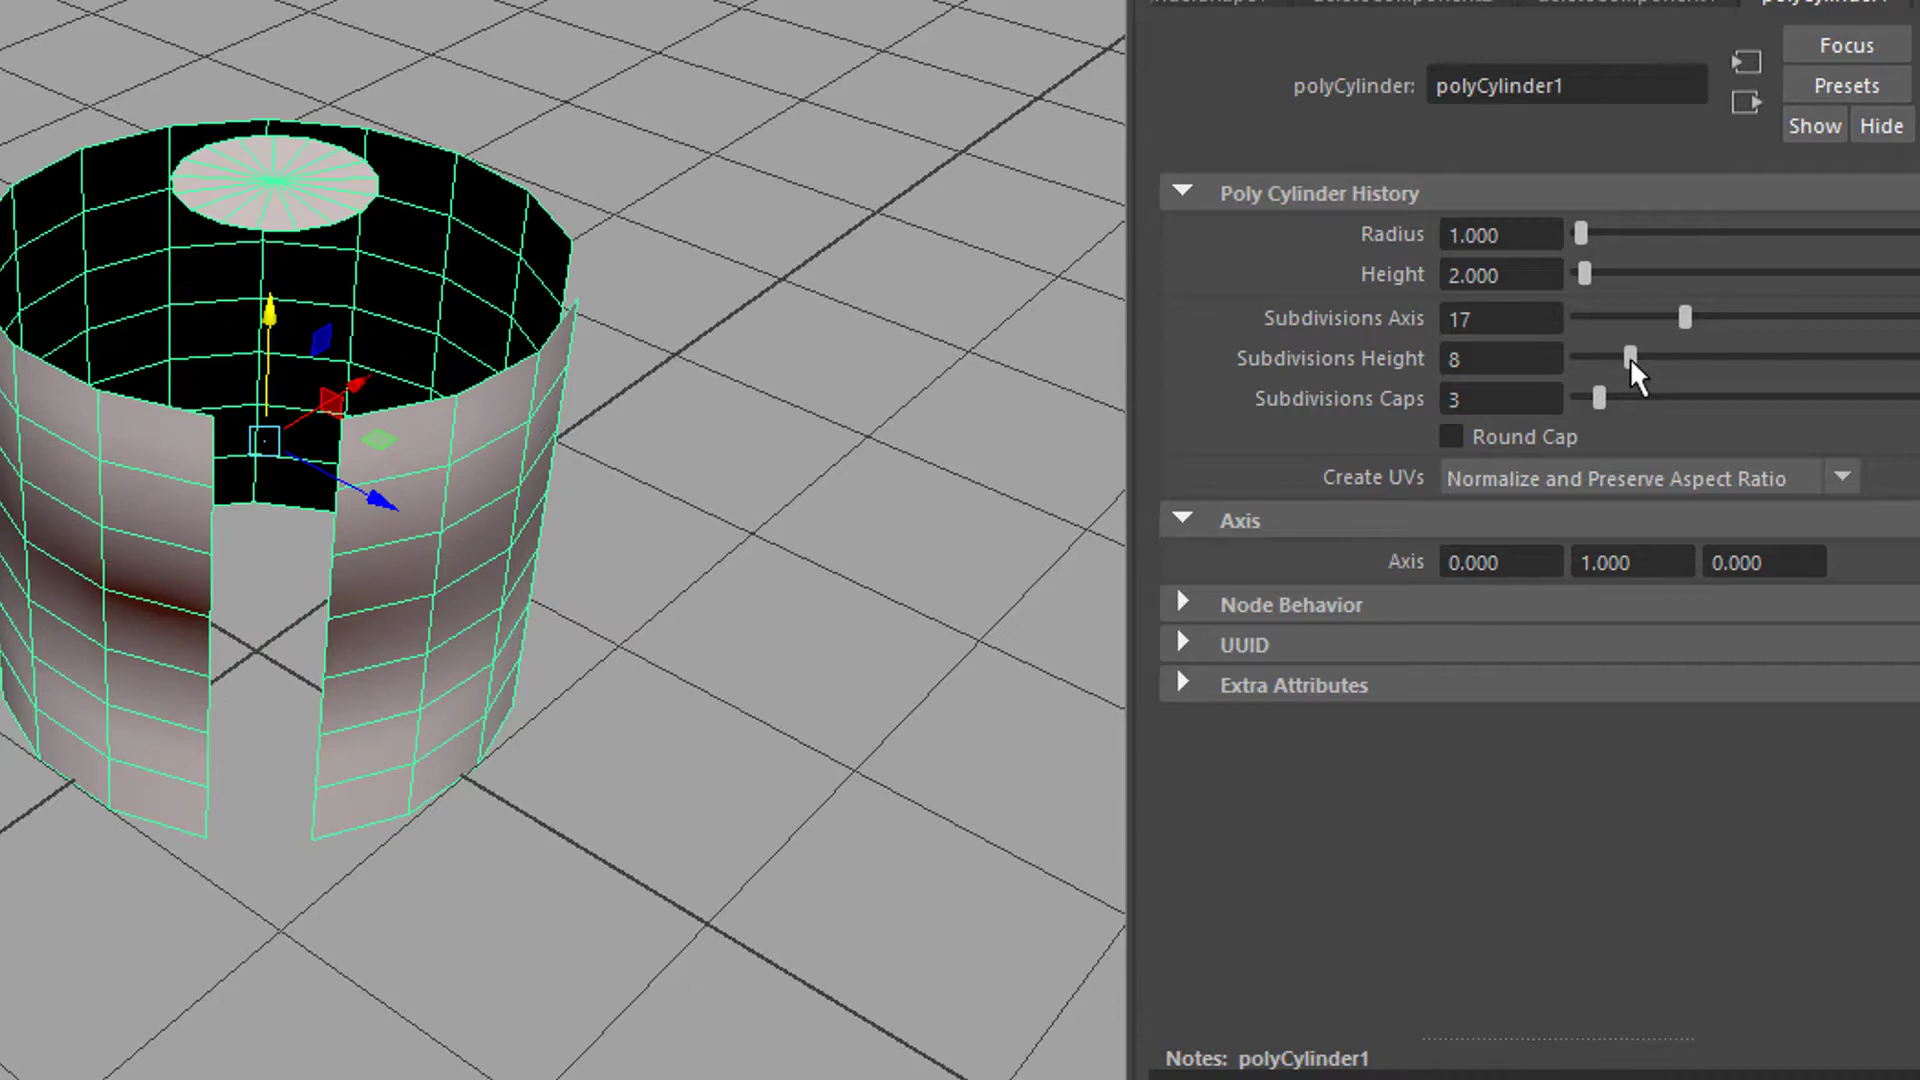 polyCylinder1
Focus
polyCylinder: polyCylinder1
Presets
Show Hide
Poly Cylinder History
Radius 1.000
Height 2.000
Subdivisions Axis 17
Subdivisions Height 8
Subdivisions Caps 3
Round Cap
Create UVs Normalize and Preserve Aspect Ratio
Axis
Axis 0.000 1.000 0.000
Node Behavior
UUID
Extra Attributes
Notes: polyCylinder1